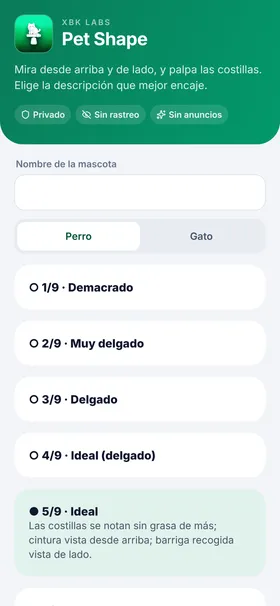 XBK LABS
Pet Shape
Mira desde arriba y de lado, y palpa las costillas.
Elige la descripción que mejor encaje.
Privado
Sin rastreo
Sin anuncios
Nombre de la mascota
Perro
Gato
1/9 · Demacrado
2/9 · Muy delgado
3/9 · Delgado
4/9 · Ideal (delgado)
5/9 · Ideal
Las costillas se notan sin grasa de más;
cintura vista desde arriba; barriga recogida
vista de lado.